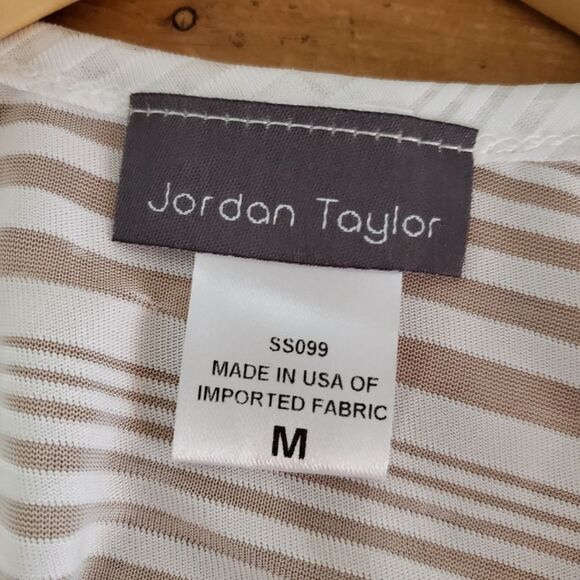 Jordan Taylor
SS099
MADE IN USA OF
IMPORTED FABRIC
M